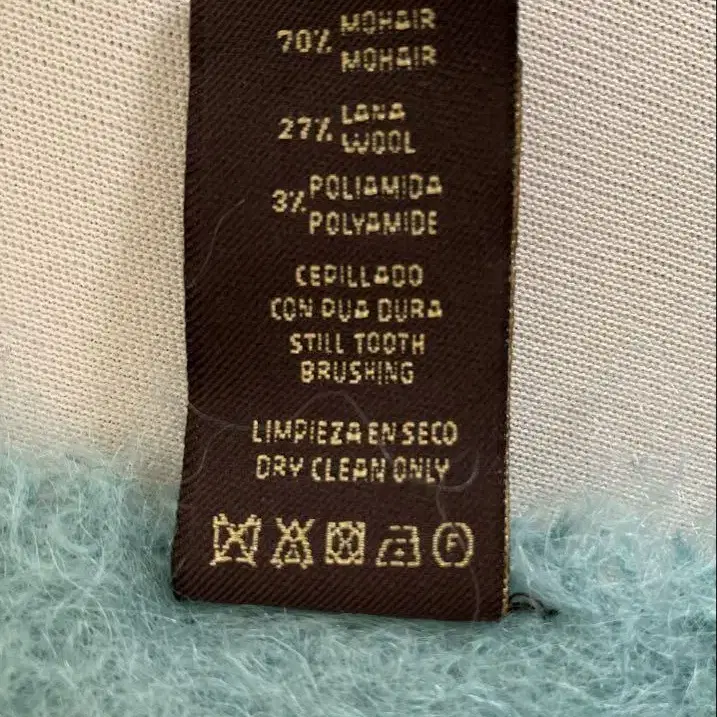 70% MOHAIR
MOHAIR
27% LANA
WOOL
3% POLIAMIDA
POLYAMIDE
CEPILLADO
CON PUA DURA
STILL TOOTH
BRUSHING
LIMPIEZA EN SECO
DRY CLEAN ONLY
F